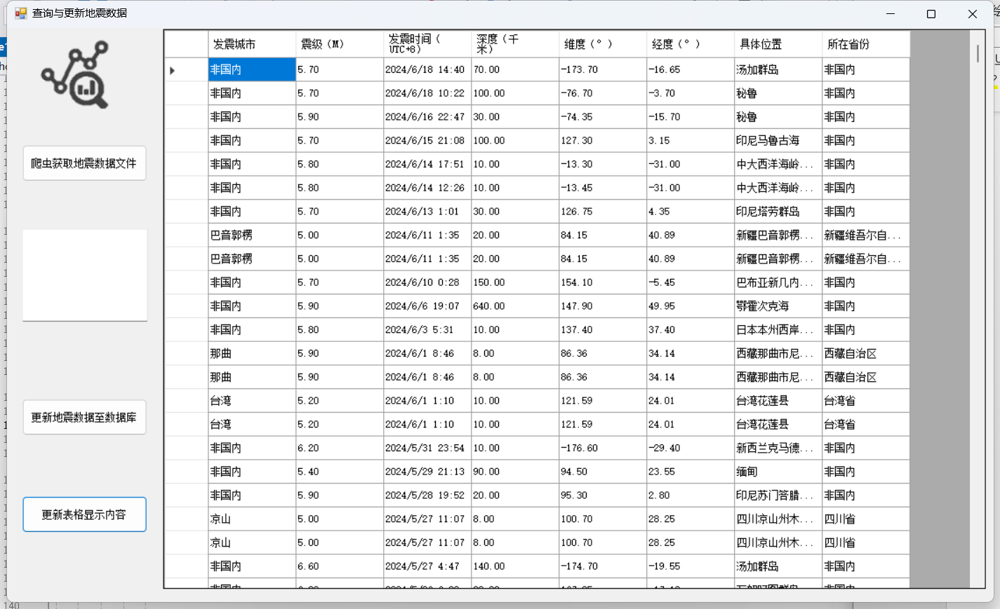 查询与更新地震数据
爬虫获取地震数据文件
更新地震数据至数据库
更新表格显示内容
发震城市 震级（M） 发震时间（UTC+8） 深度（千米） 维度（°） 经度（°） 具体位置 所在省份
非国内 5.70 2024/6/18 14:40 70.00 -173.70 -16.65 汤加群岛 非国内
非国内 5.70 2024/6/18 10:22 100.00 -76.70 -3.70 秘鲁 非国内
非国内 5.90 2024/6/16 22:47 30.00 -74.35 -15.70 秘鲁 非国内
非国内 5.70 2024/6/15 21:08 100.00 127.30 3.15 印尼马鲁古海 非国内
非国内 5.80 2024/6/14 17:51 10.00 -13.30 -31.00 中大西洋海岭... 非国内
非国内 5.80 2024/6/14 12:26 10.00 -13.45 -31.00 中大西洋海岭... 非国内
非国内 5.70 2024/6/13 1:01 30.00 126.75 4.35 印尼塔劳群岛 非国内
巴音郭楞 5.00 2024/6/11 1:35 20.00 84.15 40.89 新疆巴音郭楞... 新疆维吾尔自...
巴音郭楞 5.00 2024/6/11 1:35 20.00 84.15 40.89 新疆巴音郭楞... 新疆维吾尔自...
非国内 5.70 2024/6/10 0:28 150.00 154.10 -5.45 巴布亚新几内... 非国内
非国内 5.90 2024/6/6 19:07 640.00 147.90 49.95 鄂霍次克海 非国内
非国内 5.80 2024/6/3 5:31 10.00 137.40 37.40 日本本州西岸... 非国内
那曲 5.90 2024/6/1 8:46 8.00 86.36 34.14 西藏那曲市尼... 西藏自治区
那曲 5.90 2024/6/1 8:46 8.00 86.36 34.14 西藏那曲市尼... 西藏自治区
台湾 5.20 2024/6/1 1:10 10.00 121.59 24.01 台湾花莲县 台湾省
台湾 5.20 2024/6/1 1:10 10.00 121.59 24.01 台湾花莲县 台湾省
非国内 6.20 2024/5/31 23:54 10.00 -176.60 -29.40 新西兰克马德... 非国内
非国内 5.40 2024/5/29 21:13 90.00 94.50 23.55 缅甸 非国内
非国内 5.90 2024/5/28 19:52 20.00 95.30 2.80 印尼苏门答腊... 非国内
凉山 5.00 2024/5/27 11:07 8.00 100.70 28.25 四川凉山州木... 四川省
凉山 5.00 2024/5/27 11:07 8.00 100.70 28.25 四川凉山州木... 四川省
非国内 6.60 2024/5/27 4:47 140.00 -174.70 -19.55 汤加群岛 非国内
140